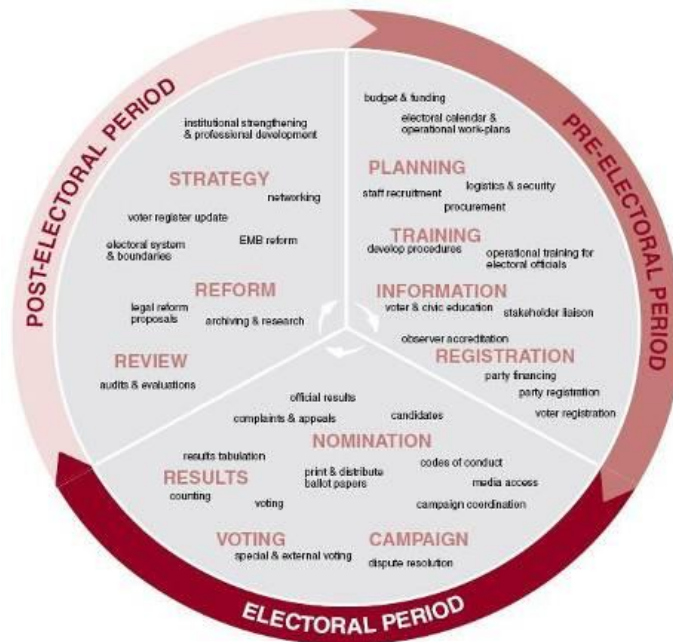 POST-ELECTORAL PERIOD
institutional strengthening
& professional development
STRATEGY
networking
voter register update
electoral system
& boundaries
EMB reform
REFORM
legal reform
proposals
archiving & research
REVIEW
audits & evaluations
PRE-ELECTORAL PERIOD
budget & funding
electoral calendar &
operational work-plans
PLANNING
staff recruitment
logistics & security
procurement
TRAINING
develop procedures
operational training for
electoral officials
INFORMATION
voter & civic education
stakeholder liaison
observer accreditation
REGISTRATION
party financing
party registration
voter registration
official results
complaints & appeals
candidates
NOMINATION
results tabulation
print & distribute
ballot papers
codes of conduct
RESULTS
media access
counting
voting
campaign coordination
VOTING
CAMPAIGN
special & external voting
dispute resolution
ELECTORAL PERIOD